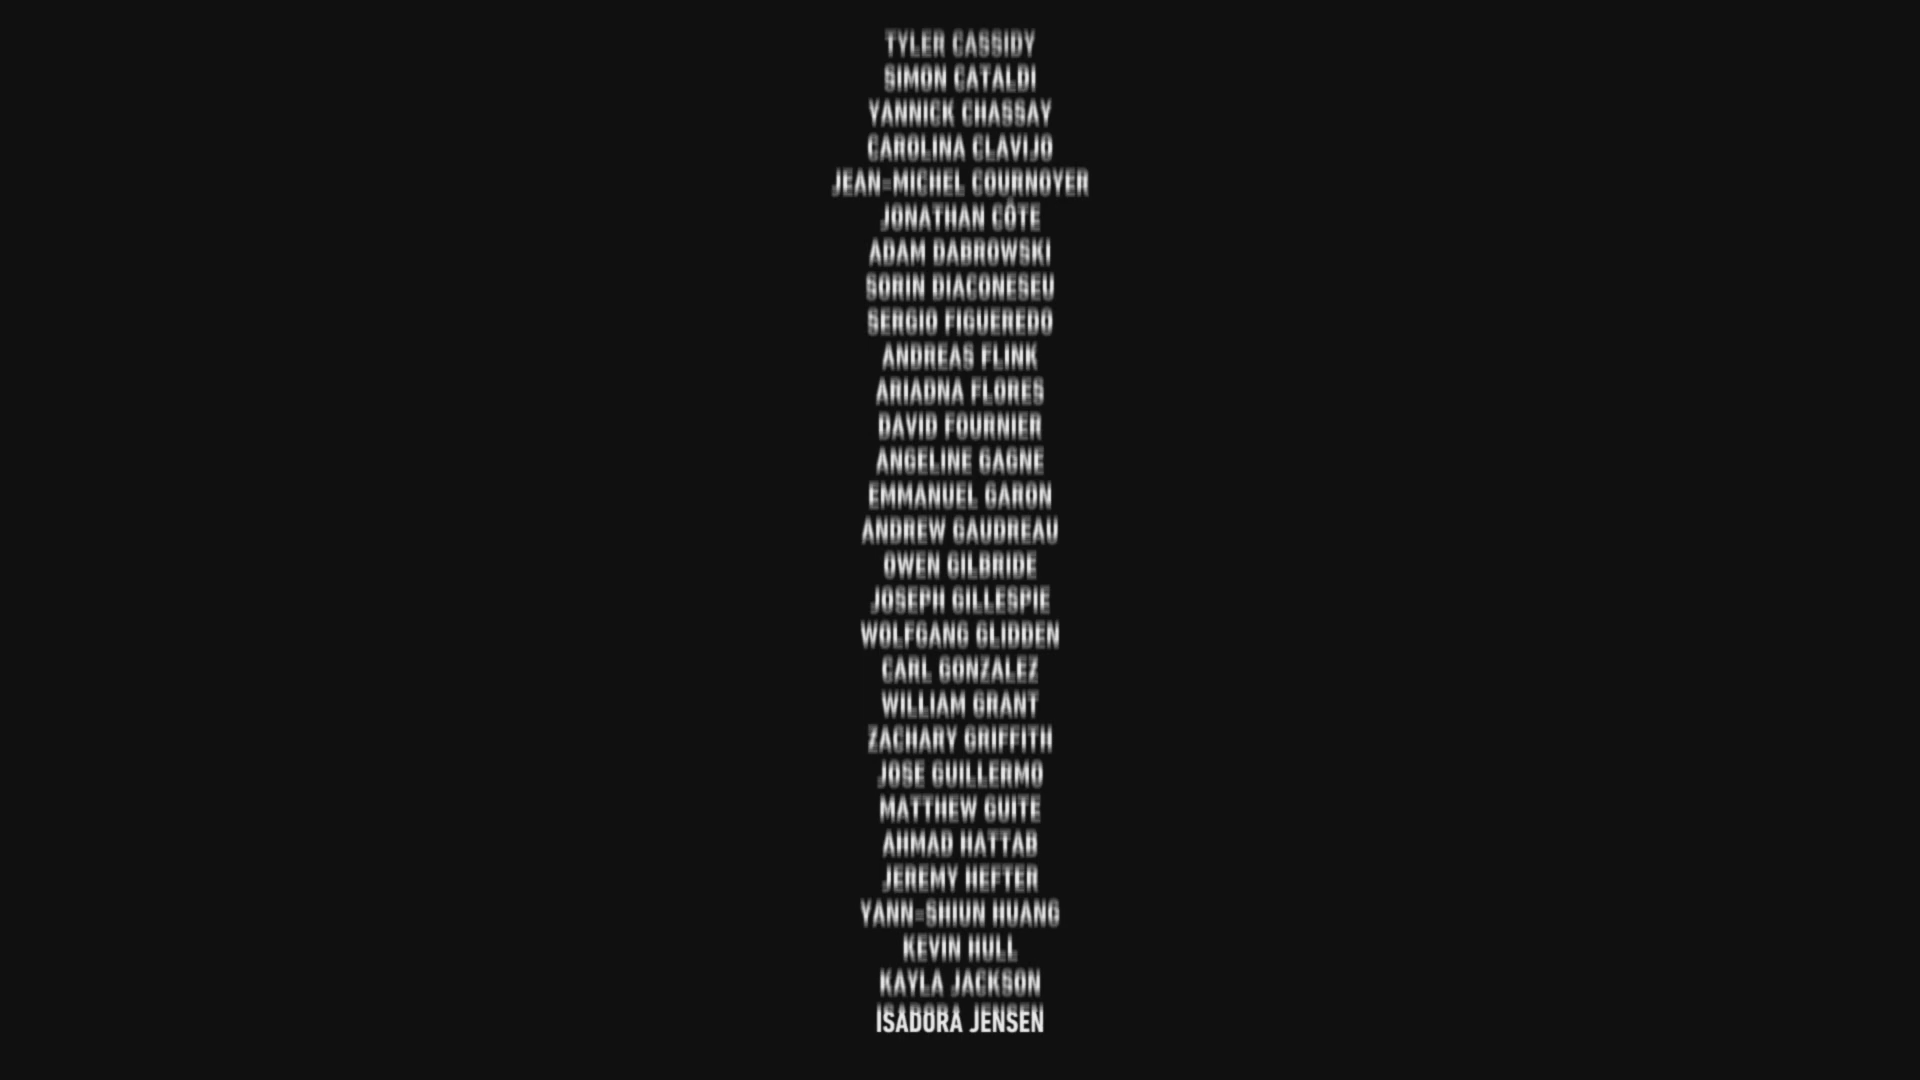 TYLER CASSIDY
SIMON CATALDI
YANNICK CHASSAY
CAROLINA CLAVIJO
JEAN-MICHEL COURNOYER
JONATHAN CÔTE
ADAM DABROWSKI
SORIN DIACONESEU
SERGIO FIGUEREDO
ANDREAS FLINK
ARIADNA FLORES
DAVID FOURNIER
ANGELINE GAGNE
EMMANUEL GARON
ANDREW GAUDREAU
OWEN GILBRIDE
JOSEPH GILLESPIE
WOLFGANG GLIDDEN
CARL GONZALEZ
WILLIAM GRANT
ZACHARY GRIFFITH
JOSE GUILLERMO
MATTHEW GUITE
AHMAD HATTAB
JEREMY HEFTER
YANN-SHIUN HUANG
KEVIN HULL
KAYLA JACKSON
ISADORA JENSEN